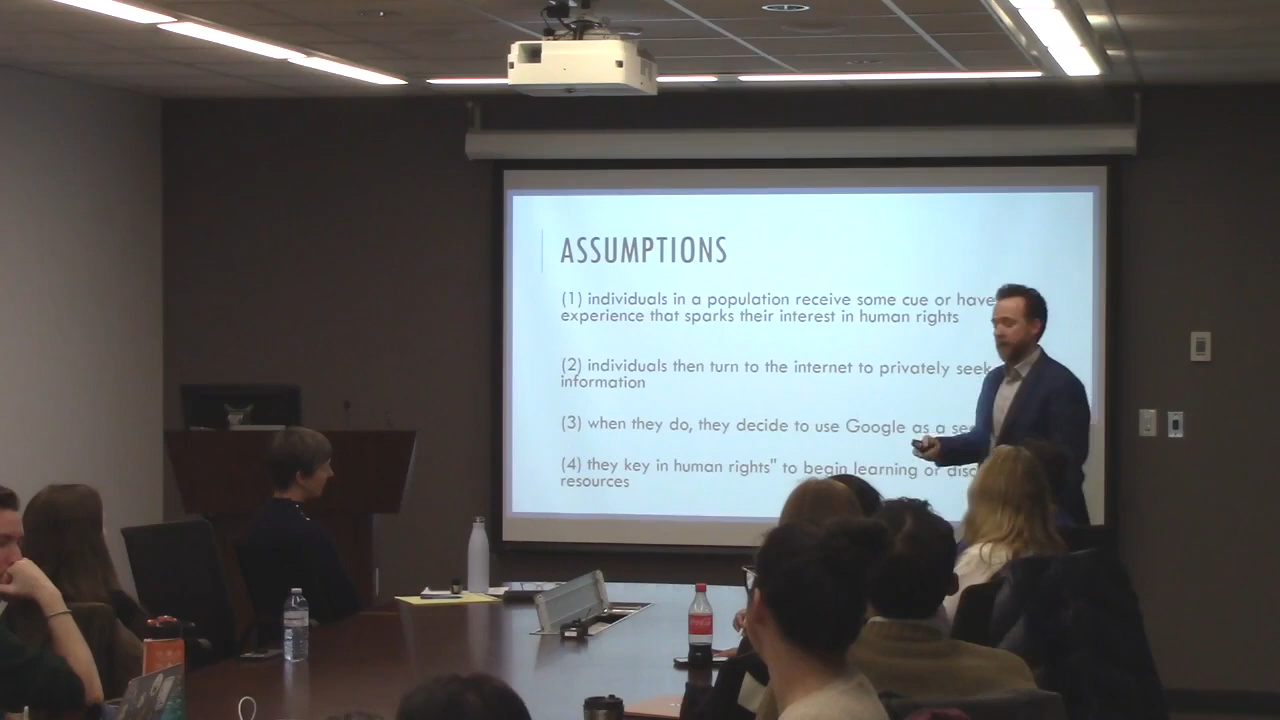 ASSUMPTIONS
(1) individuals in a population receive some cue or have
experience that sparks their interest in human rights
(2) individuals then turn to the internet to privately seek
information
(3) when they do, they decide to use Google as a
(4) they key in human rights" to begin learning or
resources
Coca-Cola